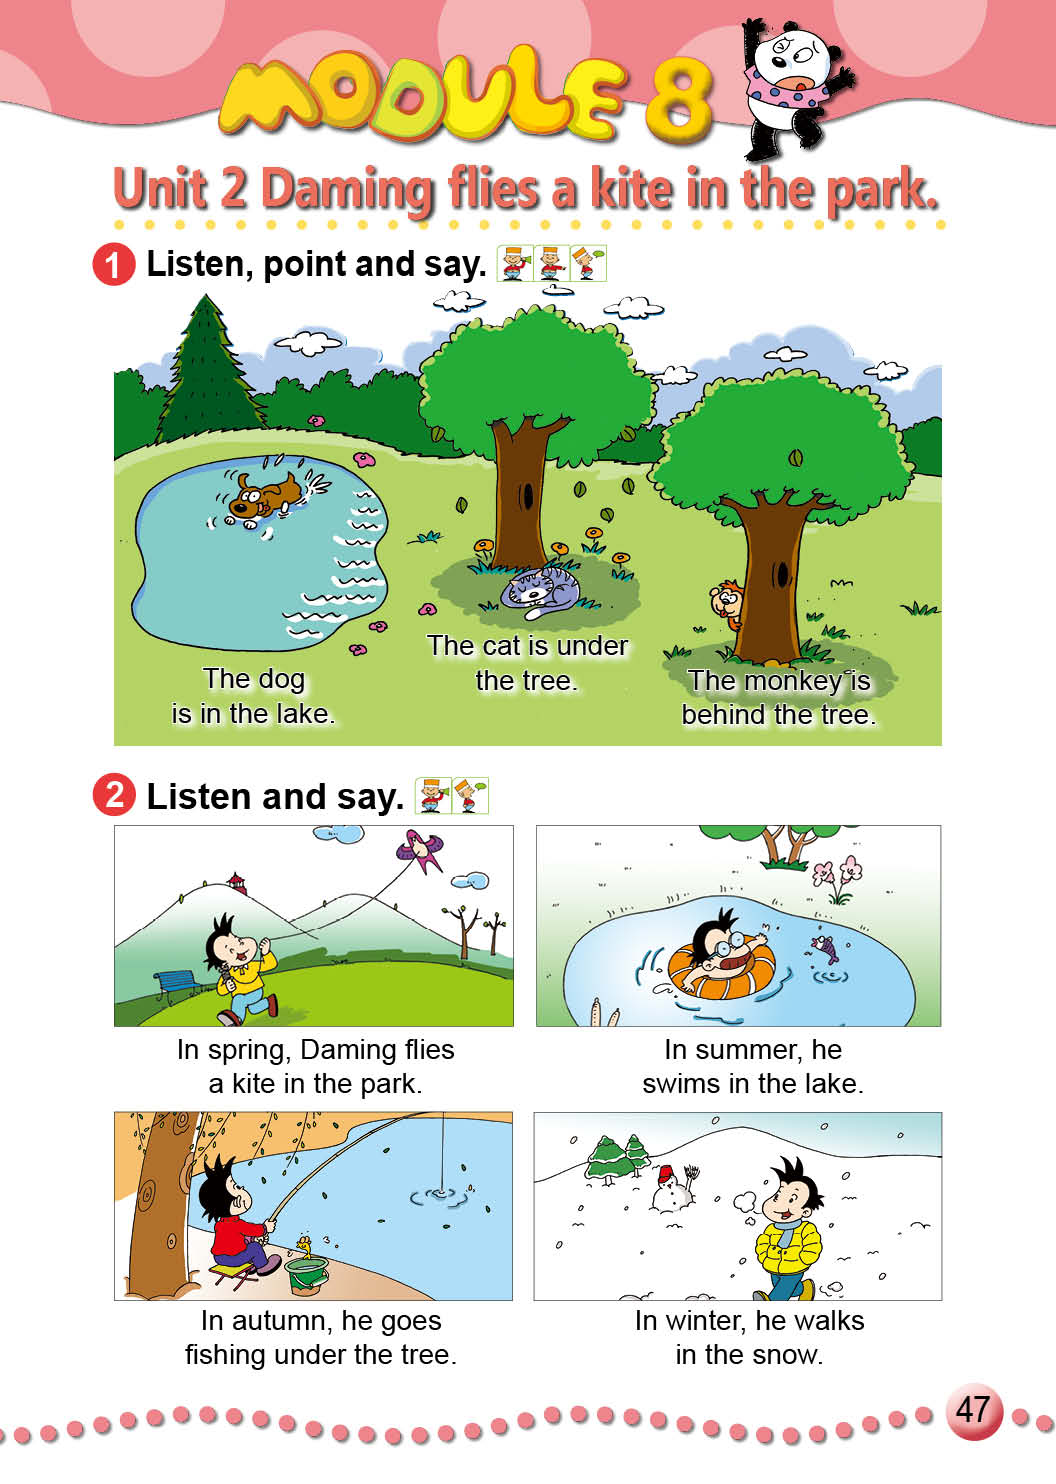 MODULE 8
Unit 2 Daming flies a kite in the park.
1 Listen, point and say.
The dog
is in the lake.
The cat is under
the tree.
The monkey is
behind the tree.
2 Listen and say.
In spring, Daming flies
a kite in the park.
In summer, he
swims in the lake.
In autumn, he goes
fishing under the tree.
In winter, he walks
in the snow.
47